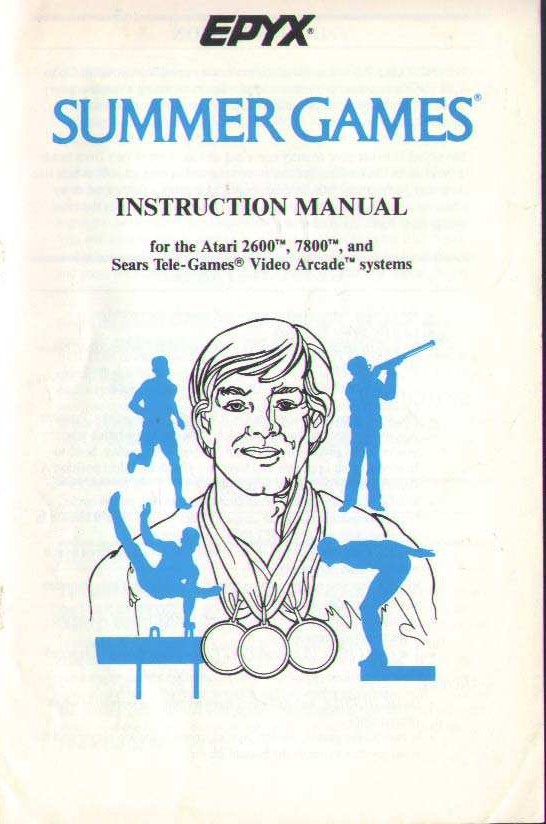 EPYX®
SUMMER GAMES®
INSTRUCTION MANUAL
for the Atari 2600™, 7800™, and
Sears Tele-Games® Video Arcade™ systems